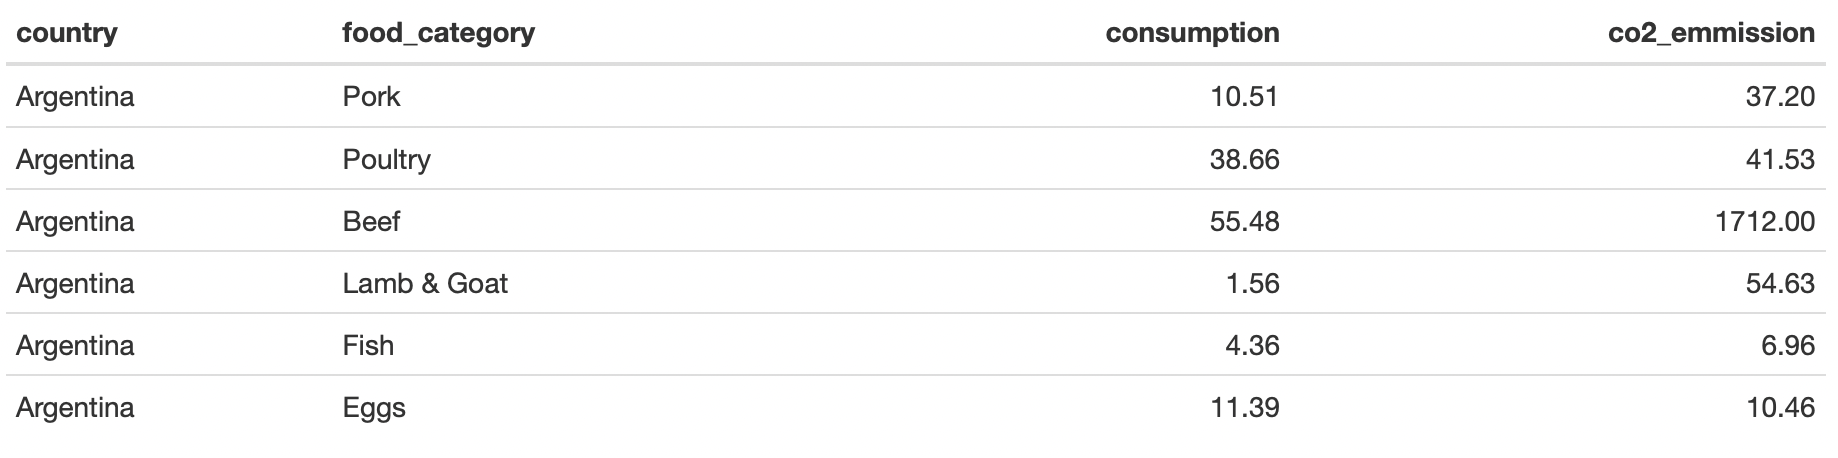 country food_category consumption co2_emmission
Argentina Pork 10.51 37.20
Argentina Poultry 38.66 41.53
Argentina Beef 55.48 1712.00
Argentina Lamb & Goat 1.56 54.63
Argentina Fish 4.36 6.96
Argentina Eggs 11.39 10.46